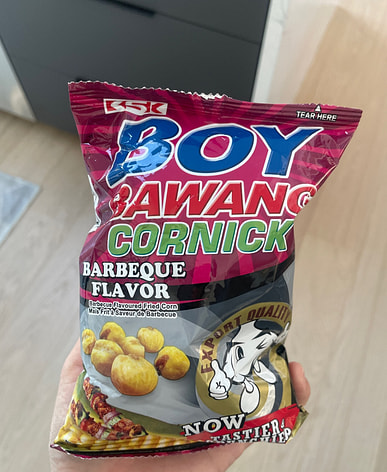 KSK
TEAR HERE
BOY
BAWANG
CORNICK
BARBEQUE
FLAVOR
Barbecue Flavoured Fried Corn
Maïs Frit à Saveur de Barbecue
EXPORT QUALITY
NOW
TASTIER